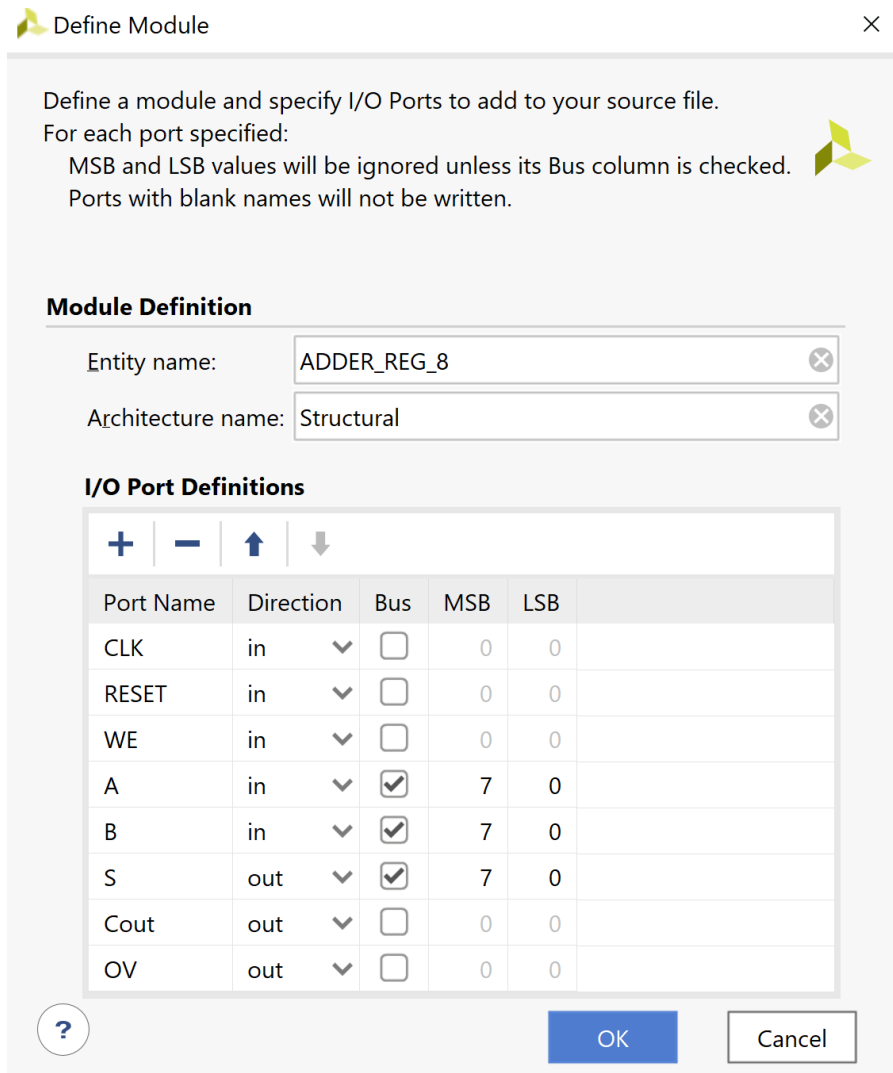 Define Module
Define a module and specify I/O Ports to add to your source file.
For each port specified:
MSB and LSB values will be ignored unless its Bus column is checked.
Ports with blank names will not be written.
Module Definition
Entity name: ADDER_REG_8
Architecture name: Structural
I/O Port Definitions
Port Name Direction Bus MSB LSB
CLK in 0 0
RESET in 0 0
WE in 0 0
A in 7 0
B in 7 0
S out 7 0
Cout out 0 0
OV out 0 0
? OK Cancel